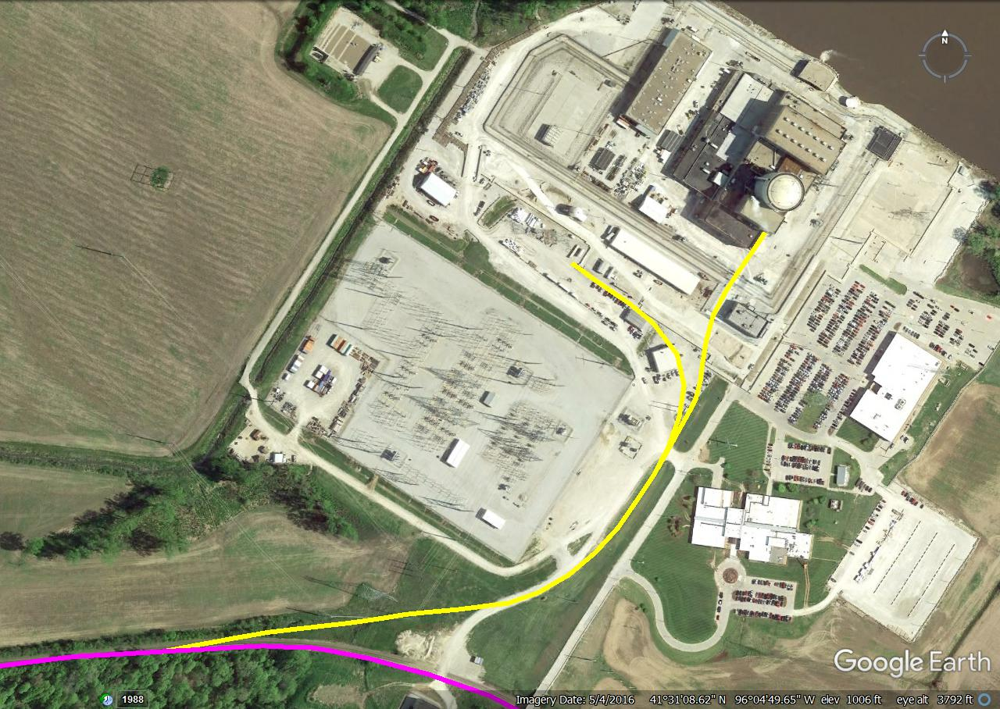 N
Google Earth
1988
Imagery Date: 5/4/2016 41°31'08.62" N 96°04'49.65" W elev 1006 ft eye alt 3792 ft